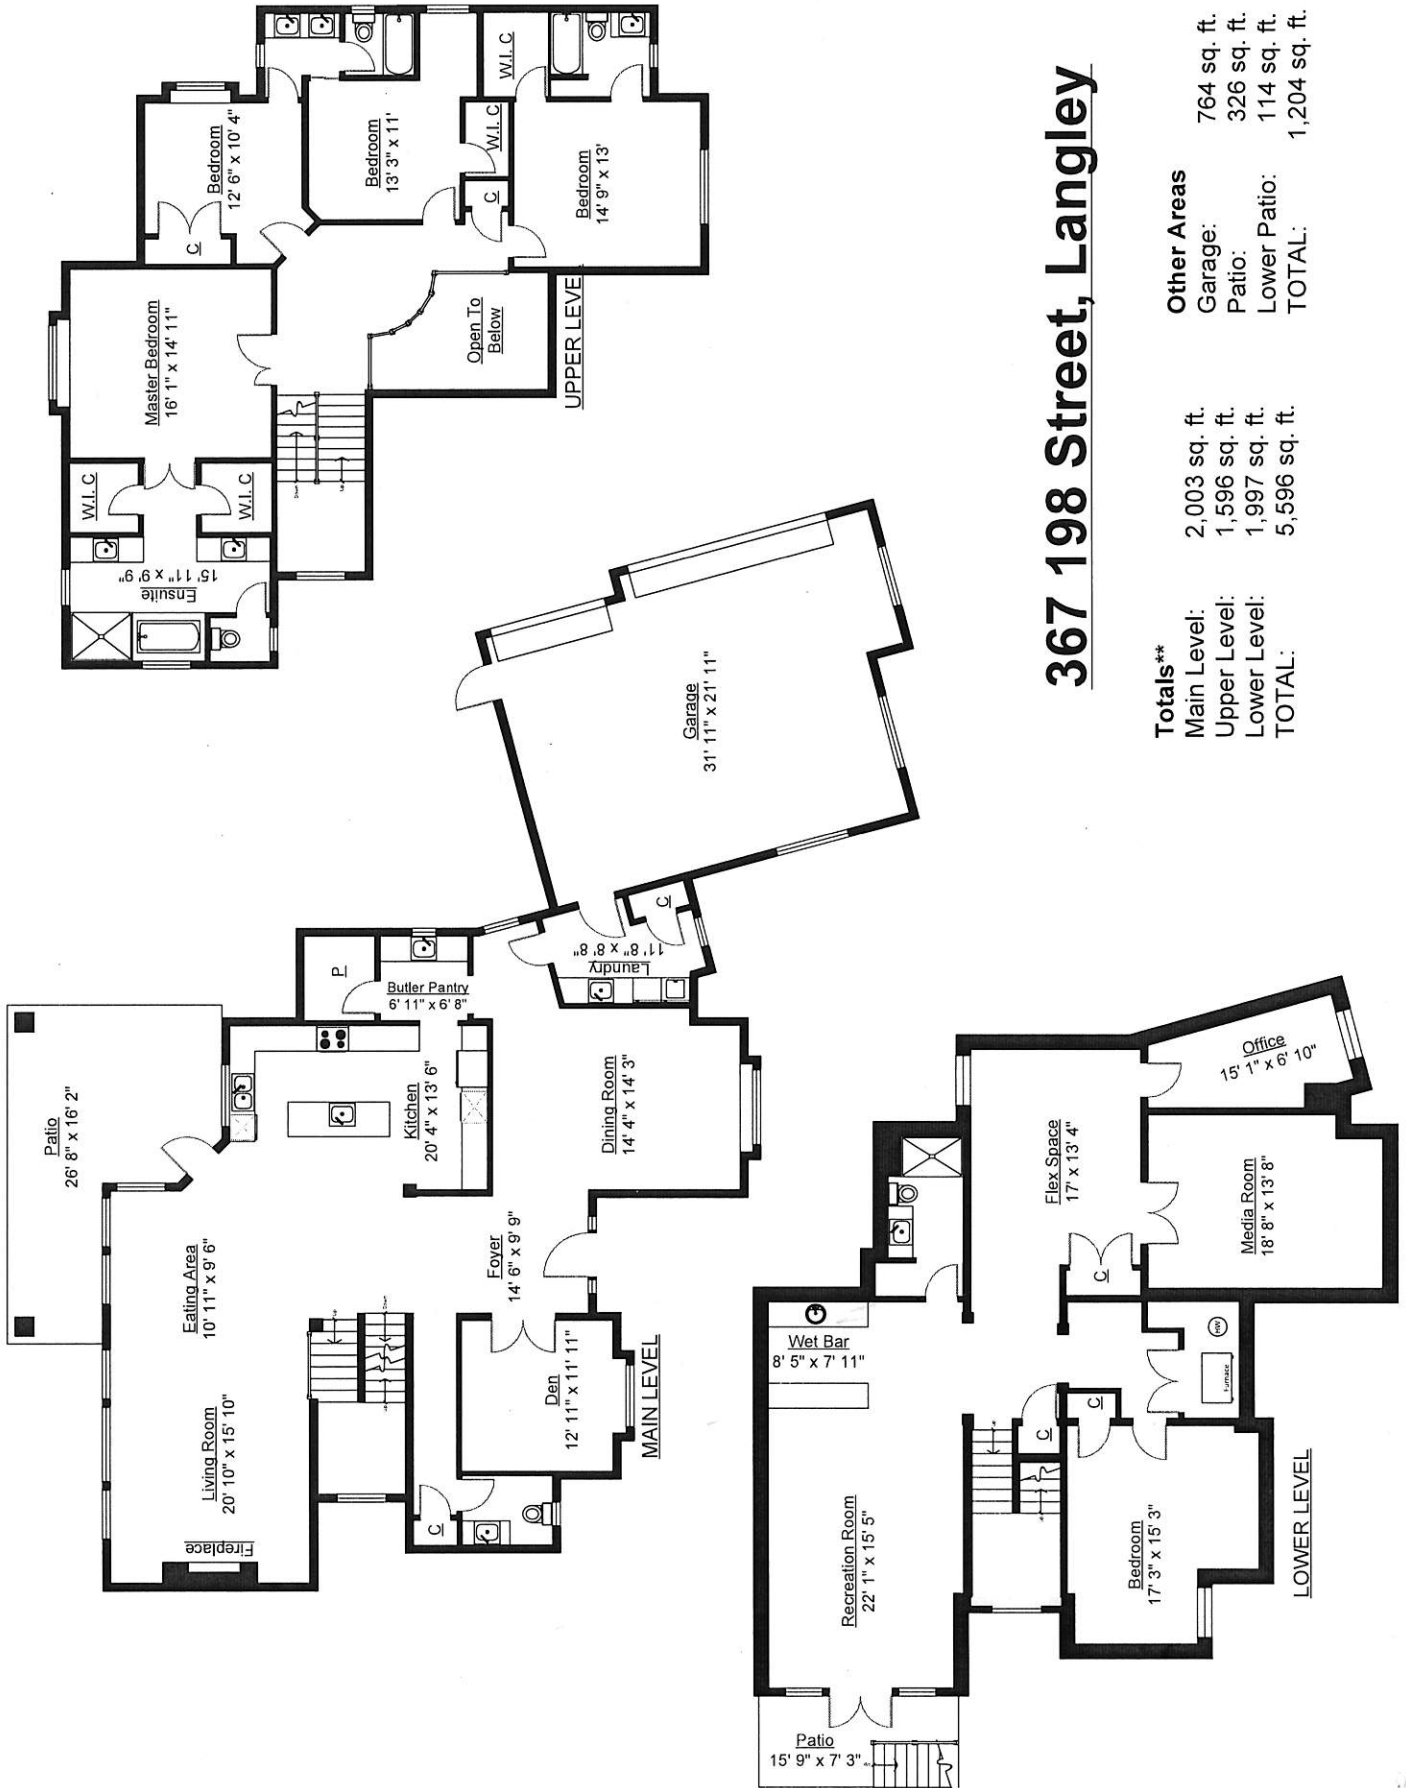 367 198 Street, Langley
Totals**
Main Level: 2,003 sq. ft.
Upper Level: 1,596 sq. ft.
Lower Level: 1,997 sq. ft.
TOTAL: 5,596 sq. ft.
Other Areas
Garage: 764 sq. ft.
Patio: 326 sq. ft.
Lower Patio: 114 sq. ft.
TOTAL: 1,204 sq. ft.
UPPER LEVEL
Master Bedroom
16' 1" x 14' 11"
W.I. C
W.I. C
Ensuite
15' 11" x 9' 9"
Bedroom
12' 6" x 10' 4"
C
Bedroom
13' 3" x 11'
W.I. C
W.I. C
C
Bedroom
14' 9" x 13'
Open To
Below
Down
Up
MAIN LEVEL
Patio
26' 8" x 16' 2"
Eating Area
10' 11" x 9' 6"
Living Room
20' 10" x 15' 10"
Fireplace
Kitchen
20' 4" x 13' 6"
P
Butler Pantry
6' 11" x 6' 8"
Dining Room
14' 4" x 14' 3"
Foyer
14' 6" x 9' 9"
Den
12' 11" x 11' 11"
C
Laundry
11' 8" x 8' 8"
C
Garage
31' 11" x 21' 11"
Up
Down
Up
LOWER LEVEL
Wet Bar
8' 5" x 7' 11"
Recreation Room
22' 1" x 15' 5"
Patio
15' 9" x 7' 3"
Flex Space
17' x 13' 4"
C
Office
15' 1" x 6' 10"
Media Room
18' 8" x 13' 8"
HW
Furnace
C
C
Bedroom
17' 3" x 15' 3"